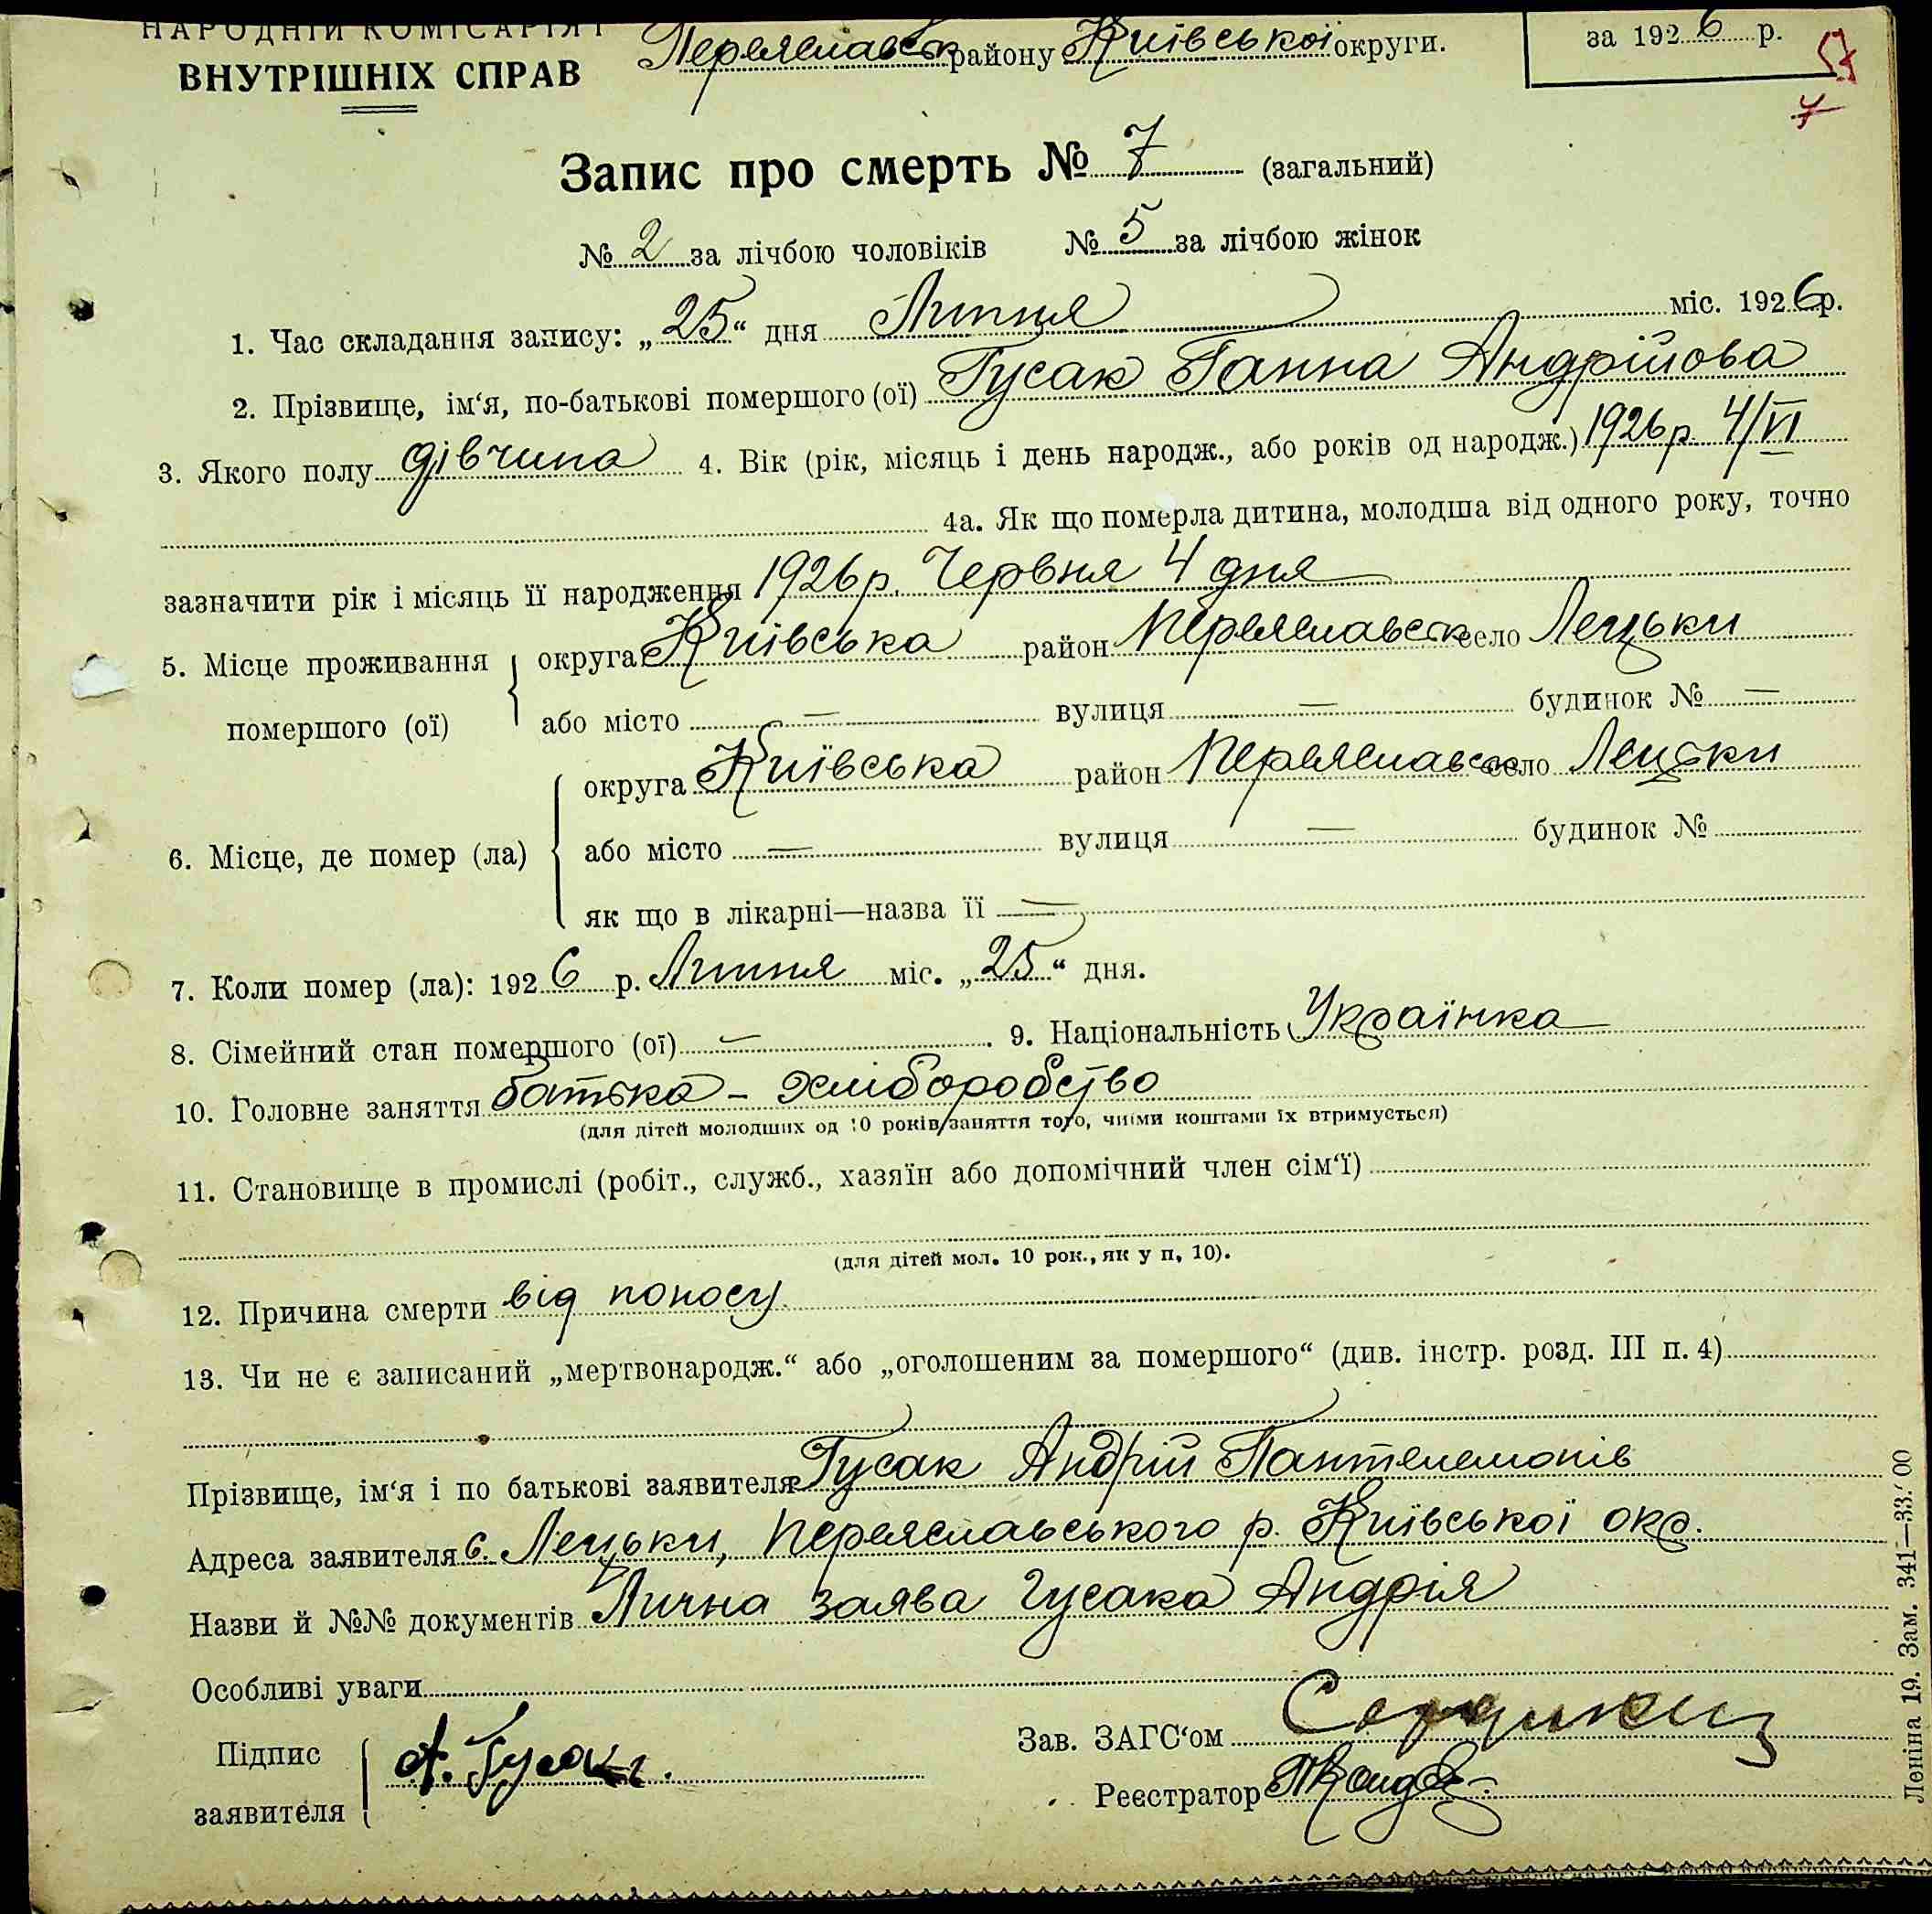 НАРОДНІЙ КОМІСАРІЯТ
ВНУТРІШНІХ СПРАВ
Переяславськ району Київської округи.
за 1926 р.
7
Запис про смерть № 7 (загальний)
№ 2 за лічбою чоловіків № 5 за лічбою жінок
1. Час складання запису: „25“ дня Липня міс. 1926 р.
2. Прізвище, ім‘я, по-батькові помершого (ої) Гусак Ганна Андрійова
3. Якого полу дівчина 4. Вік (рік, місяць і день народж., або років од народж.) 1926 р. 4/VI
4а. Як що померла дитина, молодша від одного року, точно
зазначити рік і місяць її народження 1926 р. Червня 4 дня
5. Місце проживання округа Київська район Переяславськ село Лецьки
помершого (ої) або місто — вулиця — будинок № —
округа Київська район Переяславськ село Лецьки
6. Місце, де помер (ла) або місто — вулиця — будинок №
як що в лікарні—назва її —
7. Коли помер (ла): 1926 р. Липня міс. „25“ дня.
8. Сімейний стан помершого (ої) — . 9. Національність Українка
10. Головне заняття батька - хліборобство
(для дітей молодших од 10 років заняття того, чиїми коштами їх втримується)
11. Становище в промислі (робіт., служб., хазяїн або допомічний член сім‘ї)
(для дітей мол. 10 рок., як у п. 10).
12. Причина смерти від поносу
13. Чи не є записаний „мертвонародж.“ або „оголошеним за помершого“ (див. інстр. розд. III п. 4)
Прізвище, ім‘я і по батькові заявителя Гусак Андрій Пантелемонів
Адреса заявителя с. Лецьки, Переяславського р. Київської окр.
Назви й №№ документів Лична заява Гусака Андрія
Особливі уваги
Підпис заявителя А. Гусак
Зав. ЗАГС‘ом
Реєстратор
Леніна 19. Зам. 341—33.